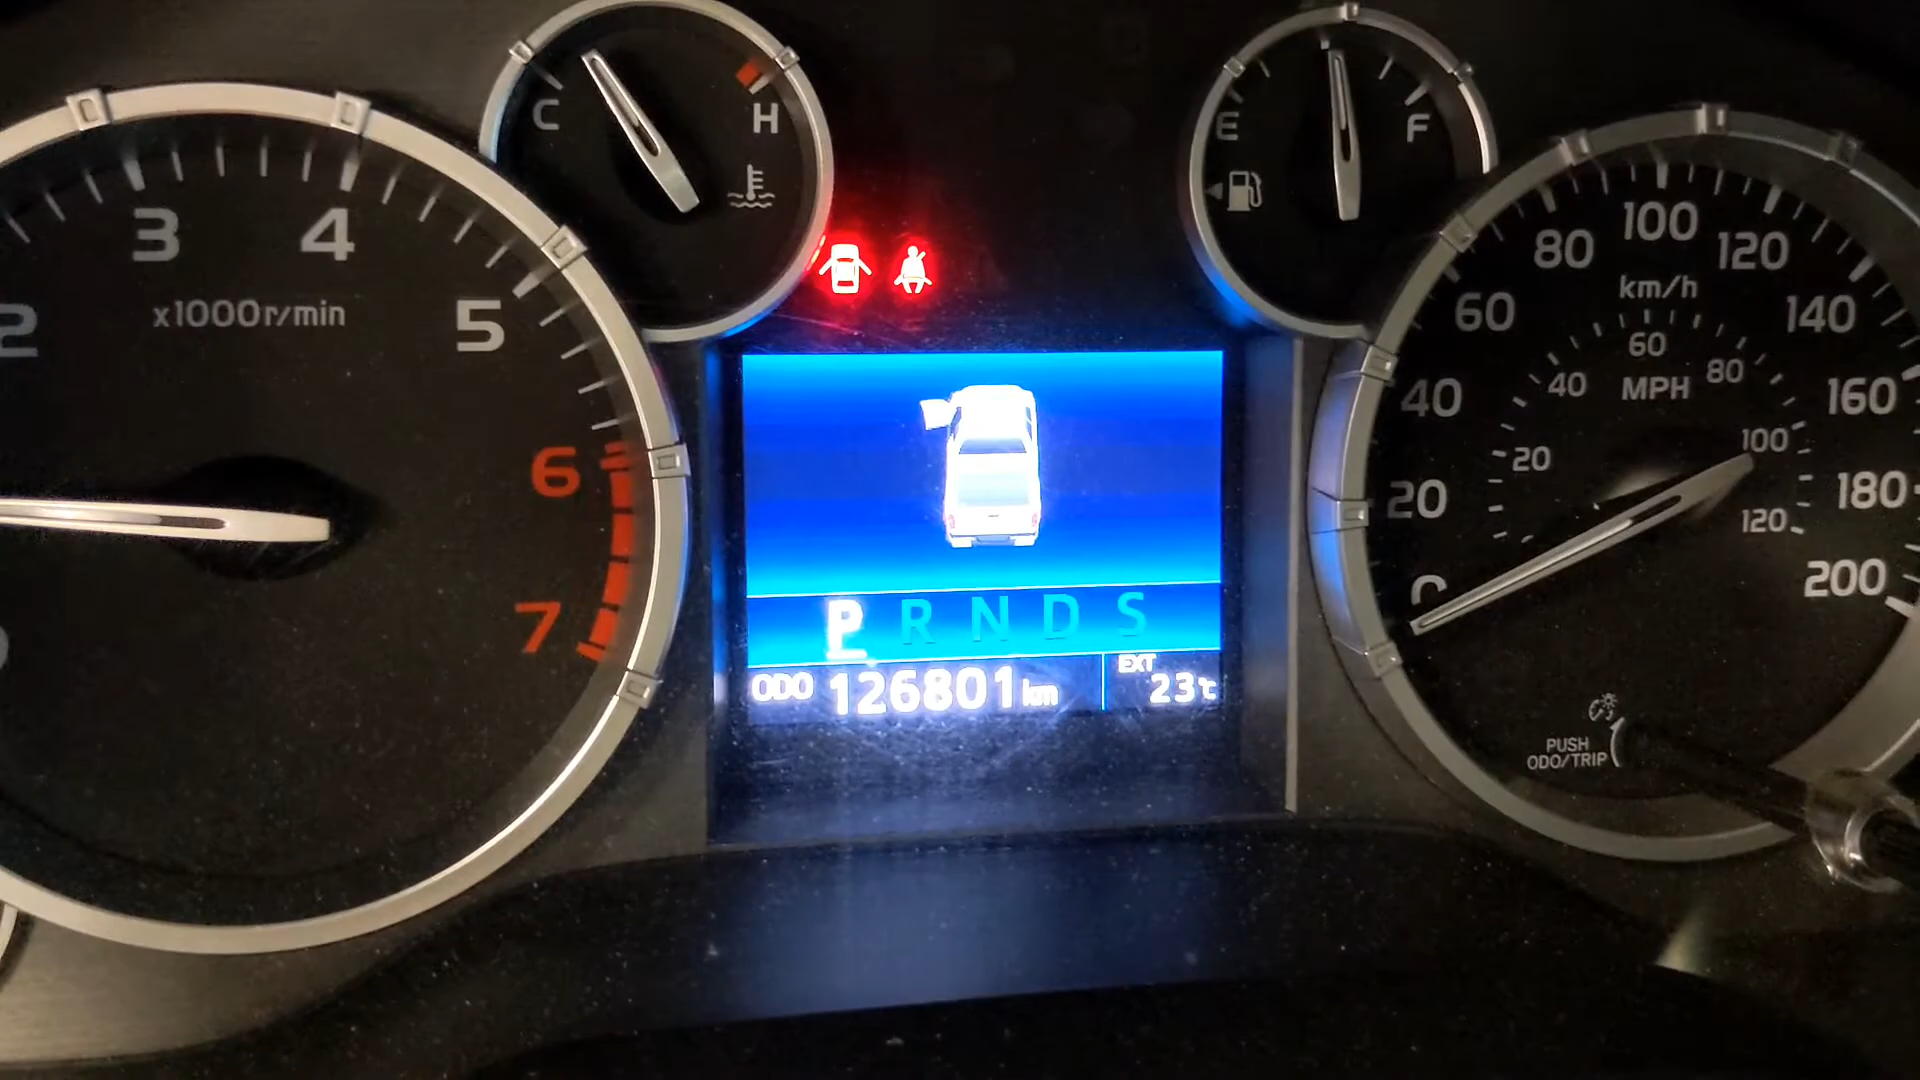 C H
E F
2 3 4 5 6 7
x1000r/min
20 40 60 80 100 120 140 160 180 200
km/h
20 40 60 80 100 120
MPH
P R N D S
ODO 126801 km
EXT
23℃
PUSH
ODO/TRIP